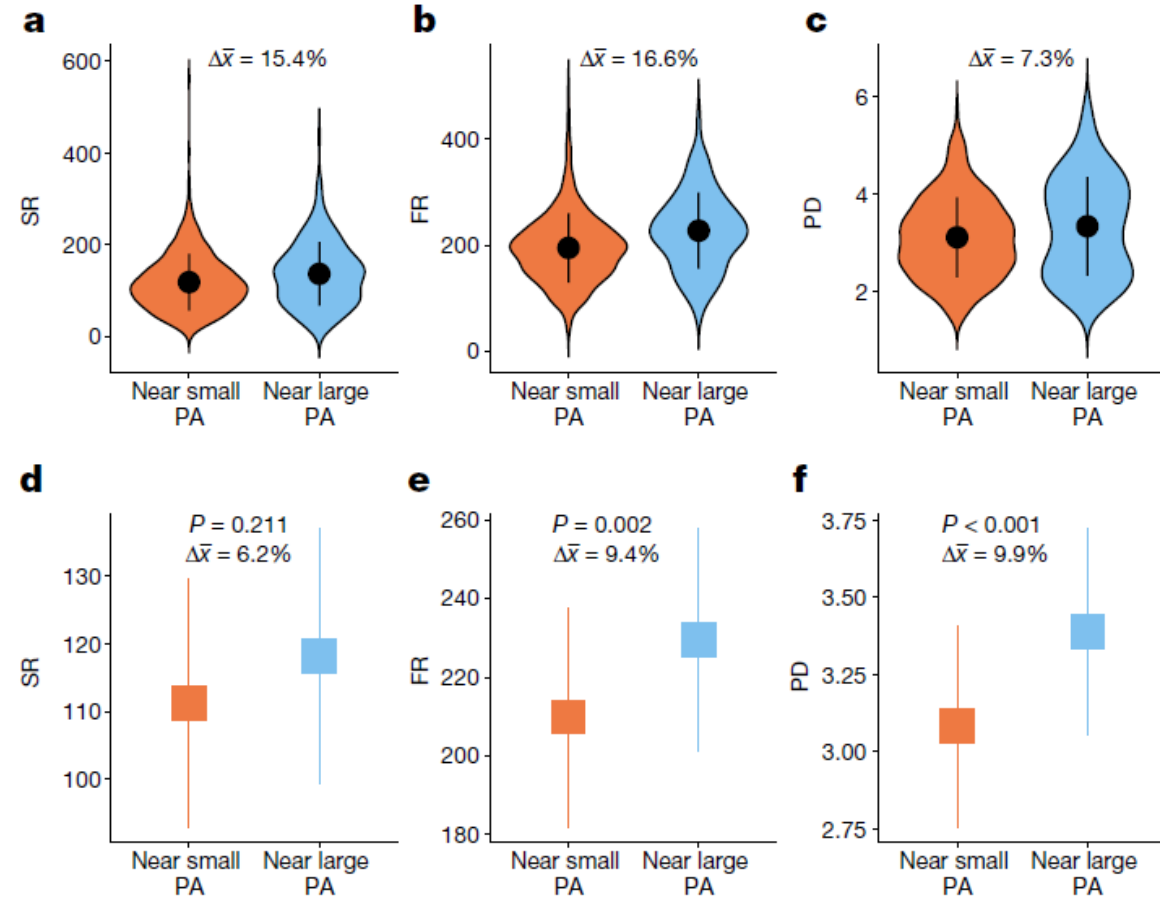 a
Δx̄ = 15.4%
SR
600
400
200
0
Near small PA
Near large PA
b
Δx̄ = 16.6%
FR
400
200
0
Near small PA
Near large PA
c
Δx̄ = 7.3%
PD
6
4
2
Near small PA
Near large PA
d
P = 0.211
Δx̄ = 6.2%
SR
130
120
110
100
Near small PA
Near large PA
e
P = 0.002
Δx̄ = 9.4%
FR
260
240
220
200
180
Near small PA
Near large PA
f
P < 0.001
Δx̄ = 9.9%
PD
3.75
3.50
3.25
3.00
2.75
Near small PA
Near large PA